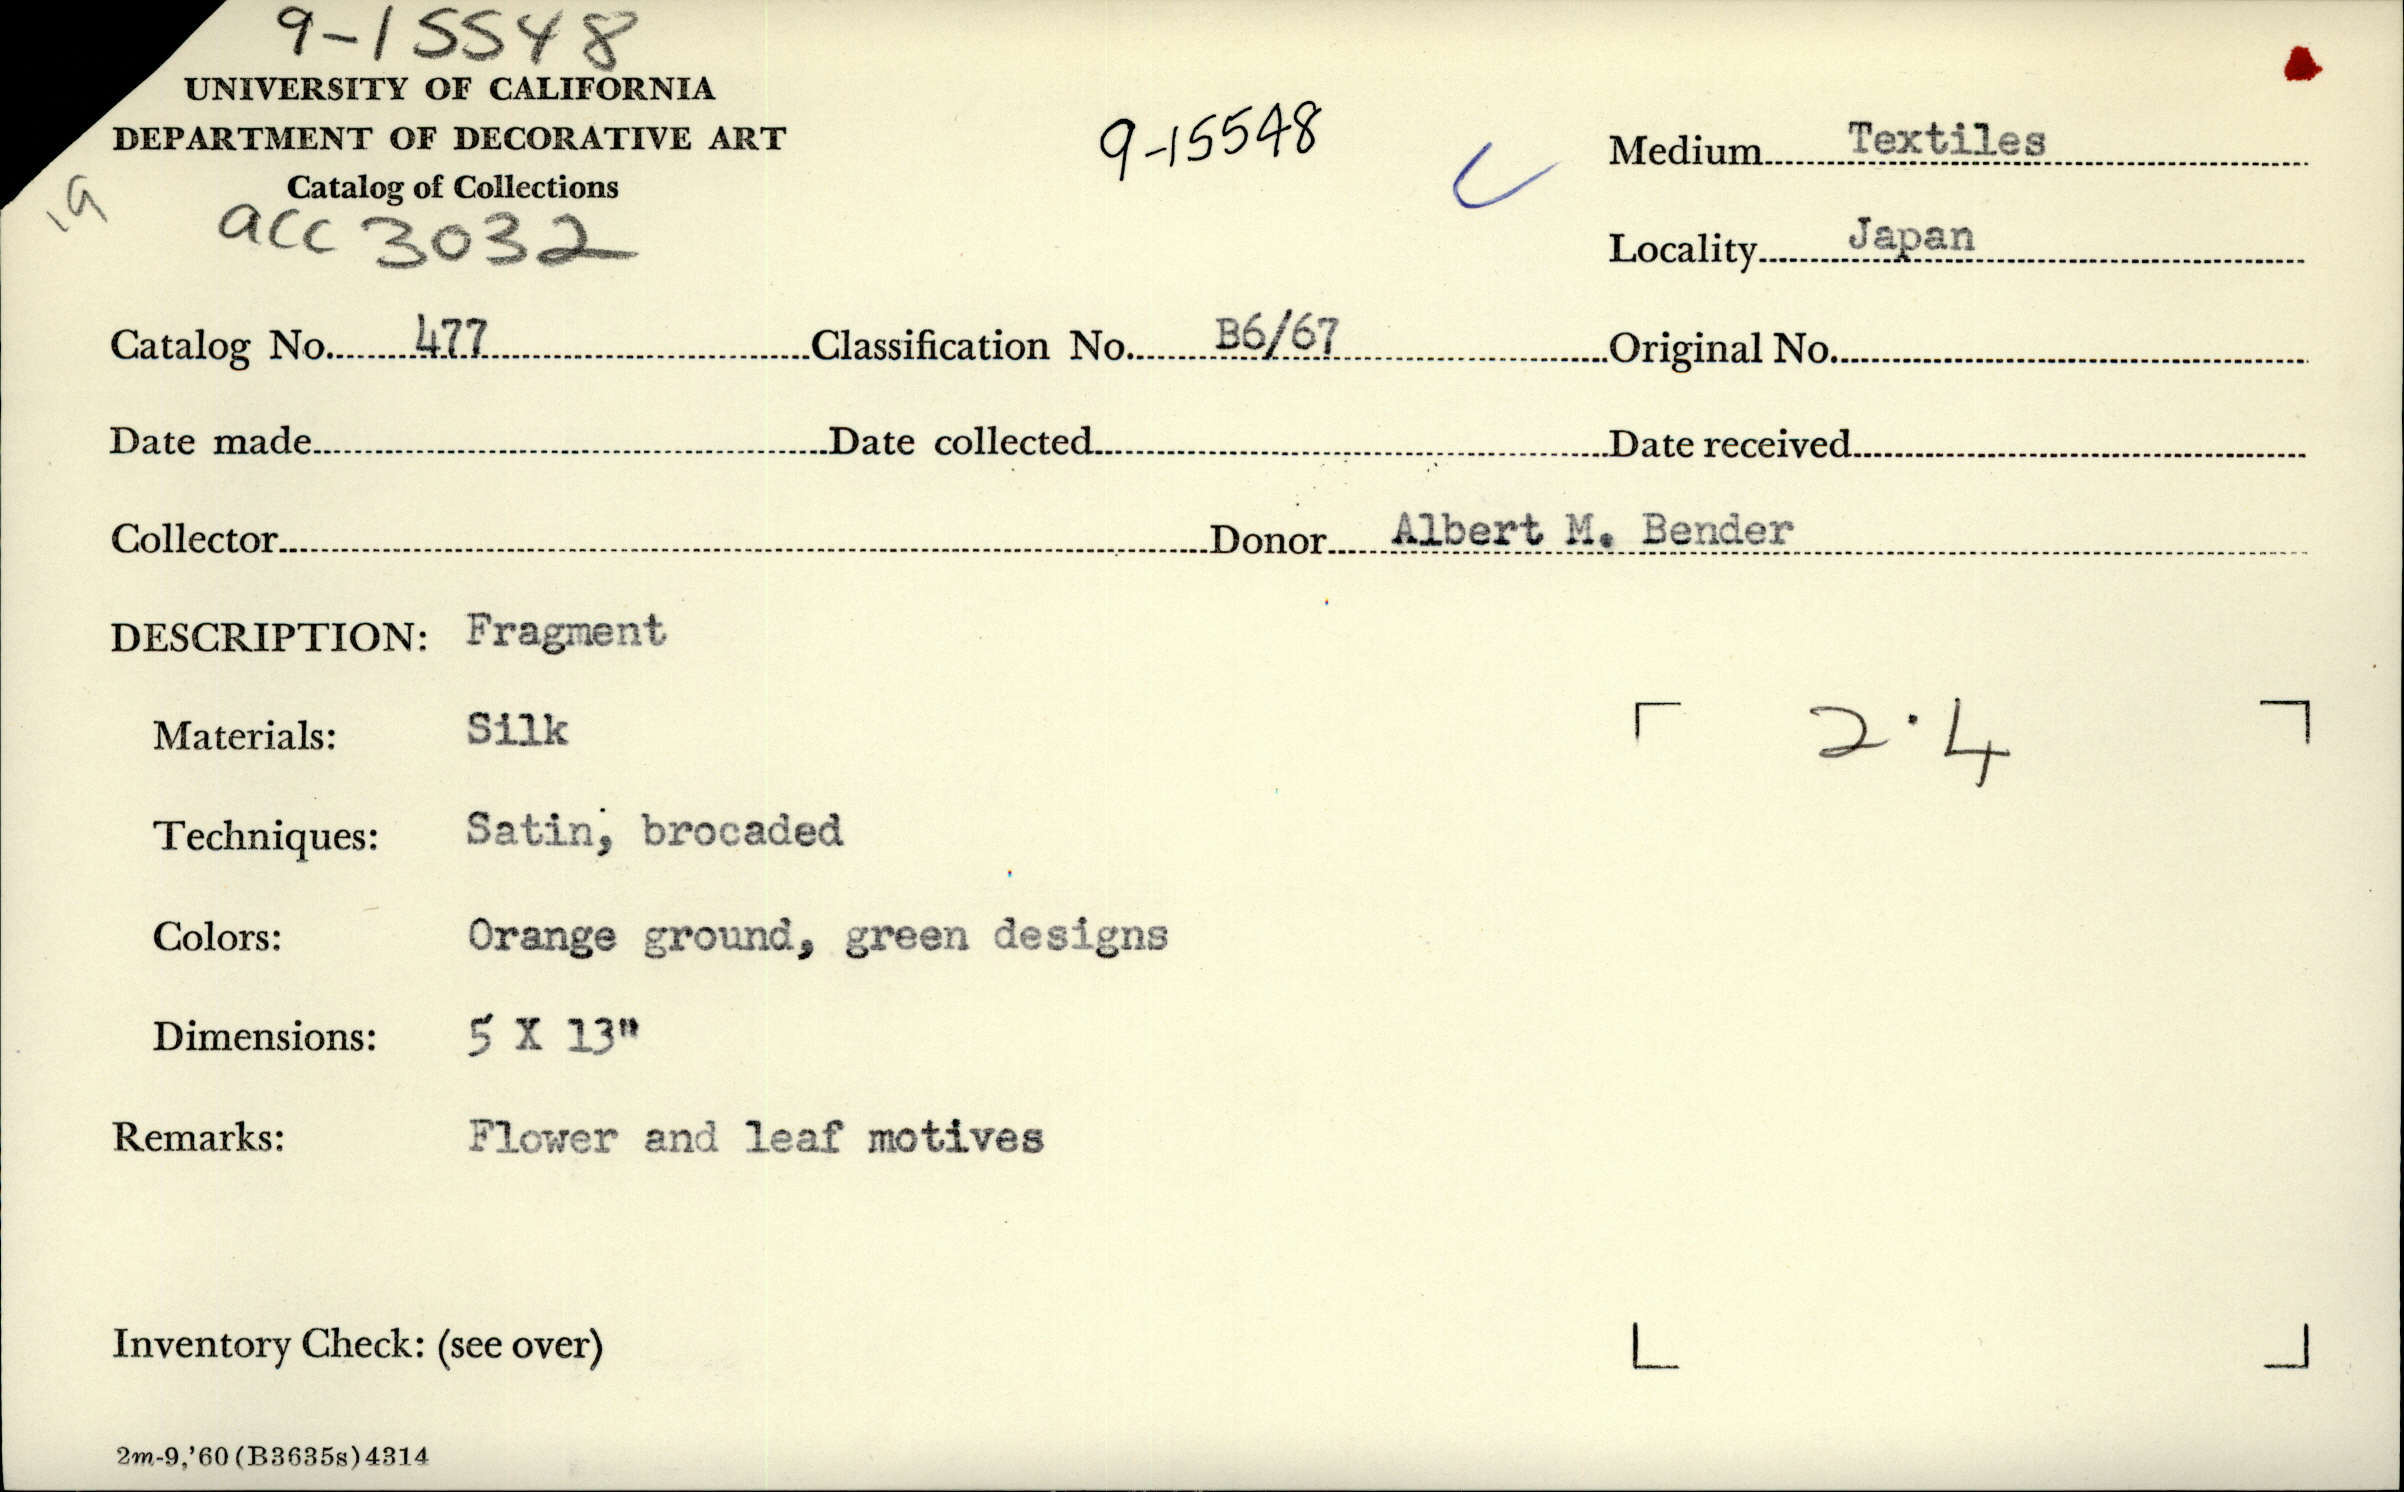 9-15548
UNIVERSITY OF CALIFORNIA
DEPARTMENT OF DECORATIVE ART
Catalog of Collections
19
acc 3032
9-15548
Medium Textiles
Locality Japan
Catalog No. 477 Classification No. B6/67 Original No.
Date made Date collected Date received
Collector Donor Albert M. Bender
DESCRIPTION: Fragment
Materials: Silk
2·4
Techniques: Satin, brocaded
Colors: Orange ground, green designs
Dimensions: 5 X 13"
Remarks: Flower and leaf motives
Inventory Check: (see over)
2m-9,'60(B3635s)4314